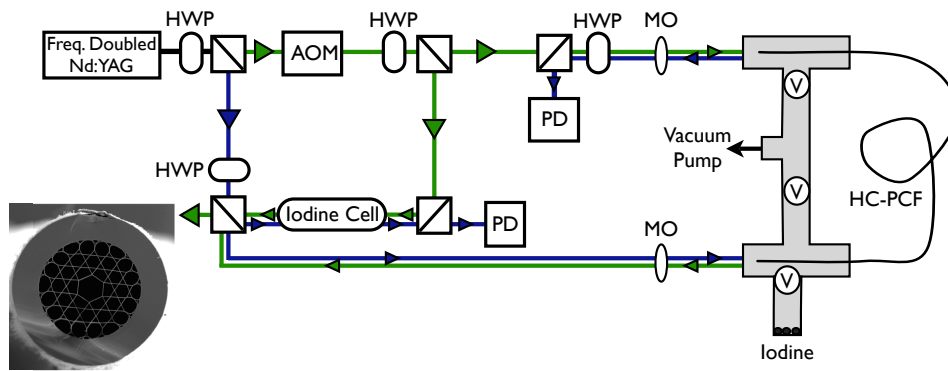 HWP
HWP
HWP
MO
Freq. Doubled
Nd:YAG
AOM
PD
V
Vacuum
Pump
HWP
V
HC-PCF
Iodine Cell
PD
MO
V
Iodine